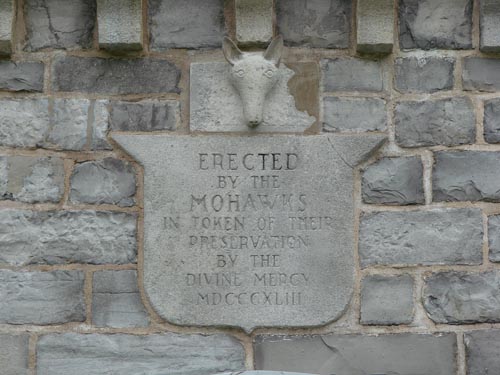 ERECTED
BY THE
MOHAWKS
IN TOKEN OF THEIR
PRESERVATION
BY THE
DIVINE MERCY
MDCCCXLIII